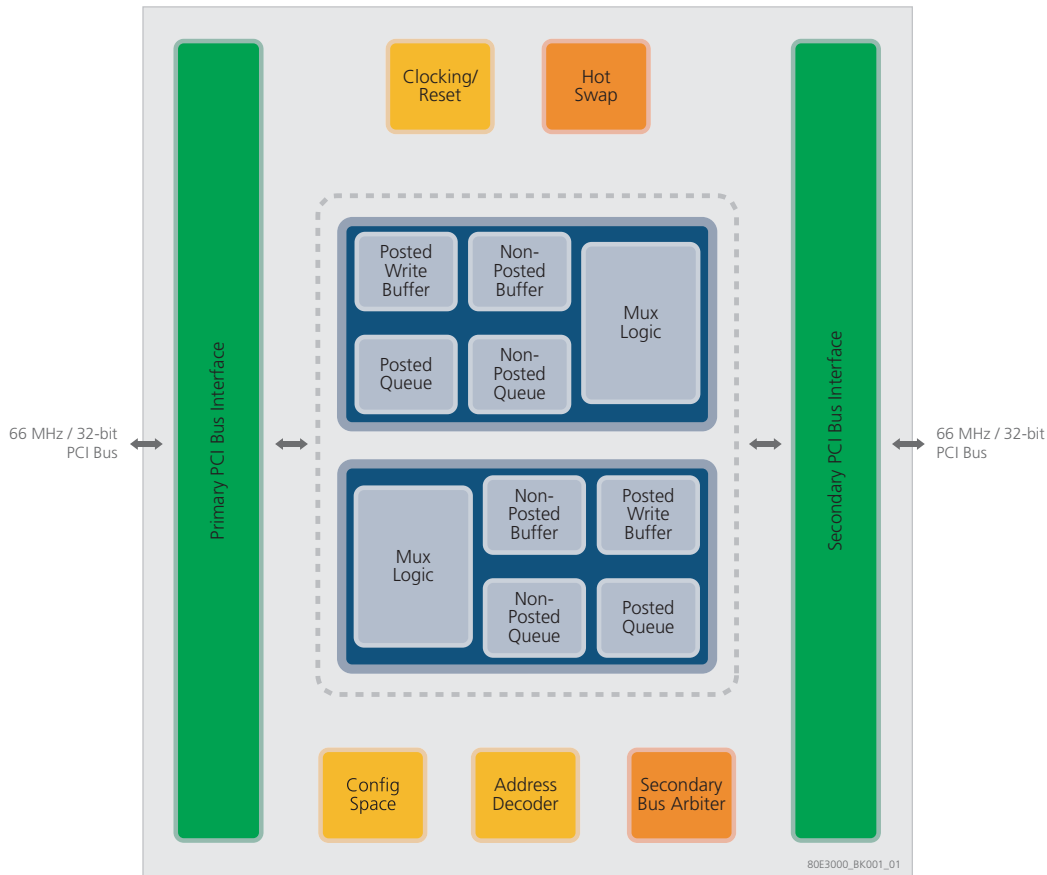 Clocking/
Reset
Hot
Swap
Posted
Write
Buffer
Non-
Posted
Buffer
Mux
Logic
Posted
Queue
Non-
Posted
Queue
Primary PCI Bus Interface
Secondary PCI Bus Interface
66 MHz / 32-bit
PCI Bus
66 MHz / 32-bit
PCI Bus
Mux
Logic
Non-
Posted
Buffer
Posted
Write
Buffer
Non-
Posted
Queue
Posted
Queue
Config
Space
Address
Decoder
Secondary
Bus Arbiter
80E3000_BK001_01